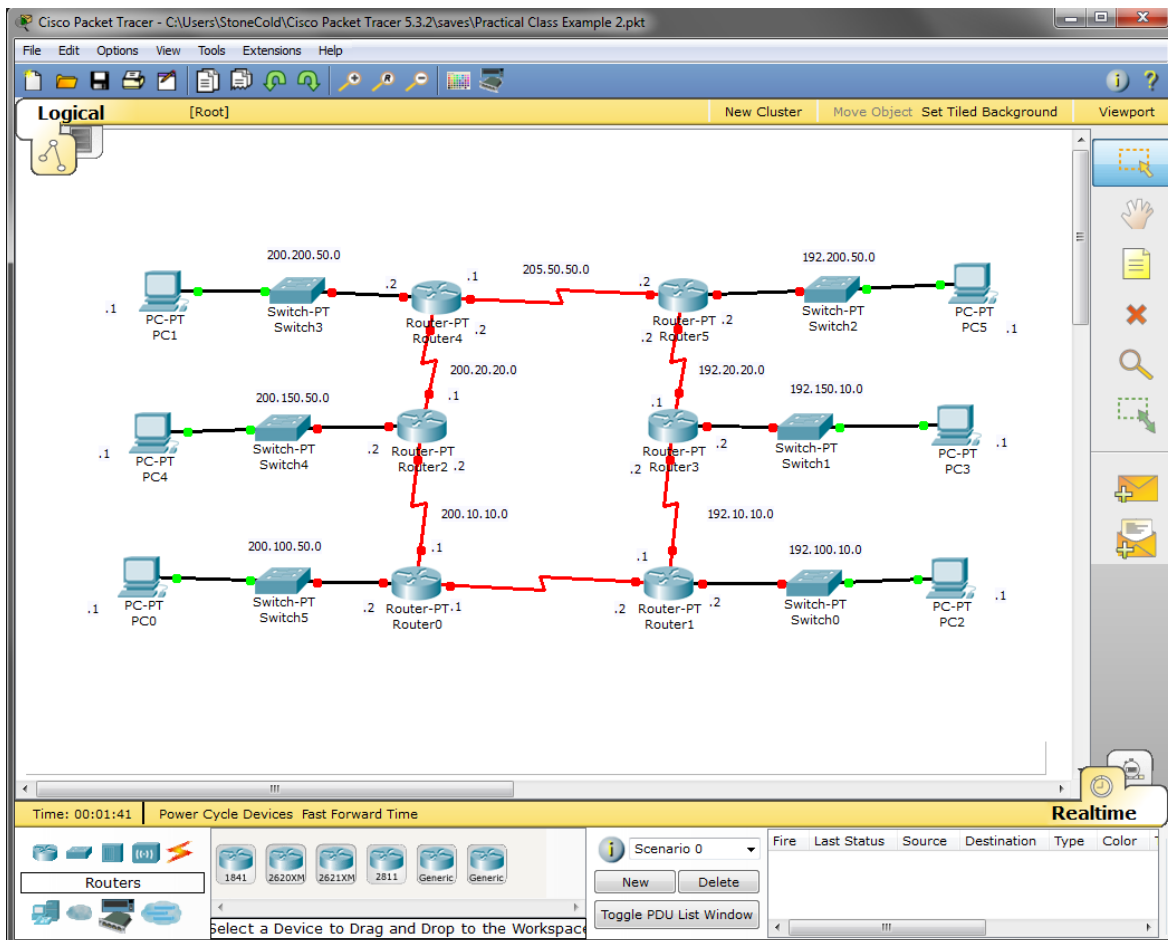 Cisco Packet Tracer - C:\Users\StoneCold\Cisco Packet Tracer 5.3.2\saves\Practical Class Example 2.pkt
File Edit Options View Tools Extensions Help
Logical [Root] New Cluster Move Object Set Tiled Background Viewport
200.200.50.0
205.50.50.0
192.200.50.0
.1
PC-PT
PC1
Switch-PT
Switch3
.2
.1
Router-PT
Router4
.2
.2
Router-PT
Router5
.2
.2
Switch-PT
Switch2
PC-PT
PC5
.1
200.20.20.0
192.20.20.0
200.150.50.0
192.150.10.0
.1
.1
.1
PC-PT
PC4
Switch-PT
Switch4
.2
Router-PT
Router2
.2
Router-PT
Router3
.2
.2
Switch-PT
Switch1
PC-PT
PC3
.1
200.10.10.0
192.10.10.0
200.100.50.0
192.100.10.0
.1
.1
.1
PC-PT
PC0
Switch-PT
Switch5
.2
Router-PT
Router0
.1
.2
Router-PT
Router1
.2
Switch-PT
Switch0
PC-PT
PC2
.1
Time: 00:01:41 Power Cycle Devices Fast Forward Time Realtime
Routers
1841 2620XM 2621XM 2811 Generic Generic
Select a Device to Drag and Drop to the Workspace
Scenario 0
New Delete
Toggle PDU List Window
Fire Last Status Source Destination Type Color